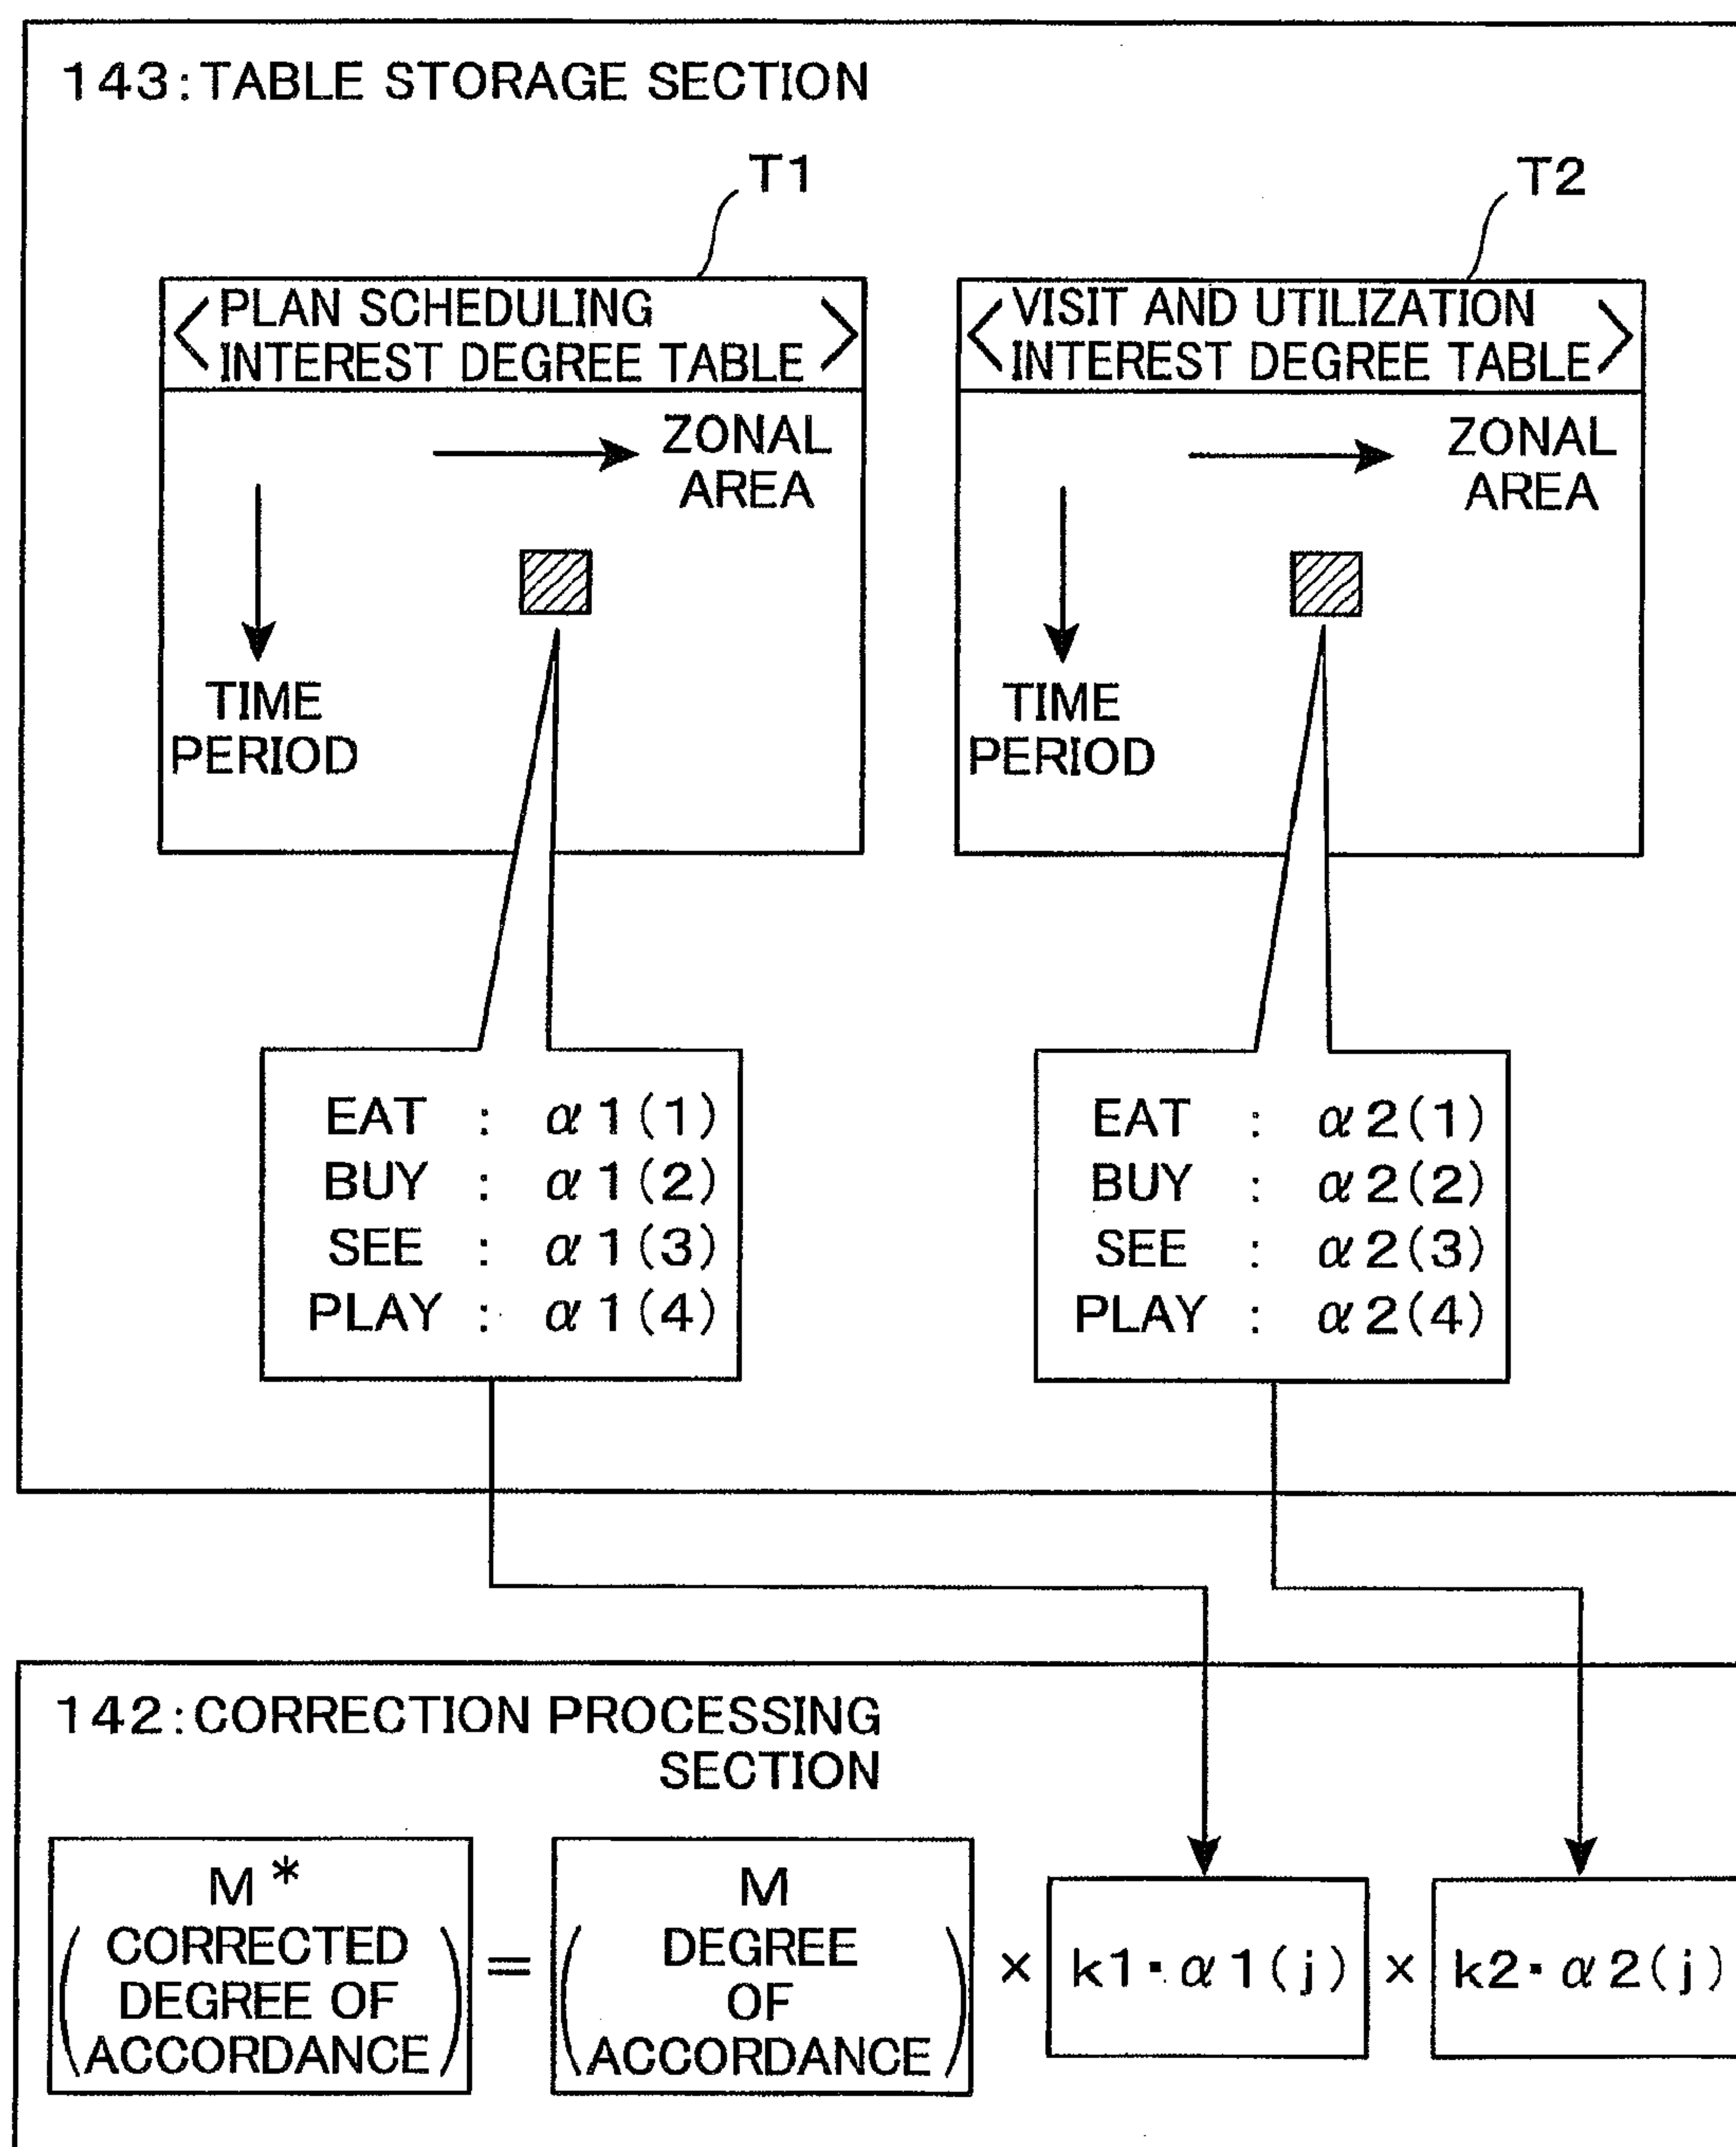 143:TABLE STORAGE SECTION
T1
T2
<PLAN SCHEDULING
INTEREST DEGREE TABLE>
<VISIT AND UTILIZATION
INTEREST DEGREE TABLE>
ZONAL
AREA
TIME
PERIOD
ZONAL
AREA
TIME
PERIOD
EAT : α1(1)
BUY : α1(2)
SEE : α1(3)
PLAY : α1(4)
EAT : α2(1)
BUY : α2(2)
SEE : α2(3)
PLAY : α2(4)
142:CORRECTION PROCESSING
SECTION
M*
(CORRECTED
DEGREE OF
ACCORDANCE)
=
M
(DEGREE
OF
ACCORDANCE)
× k1・α1(j) × k2・α2(j)